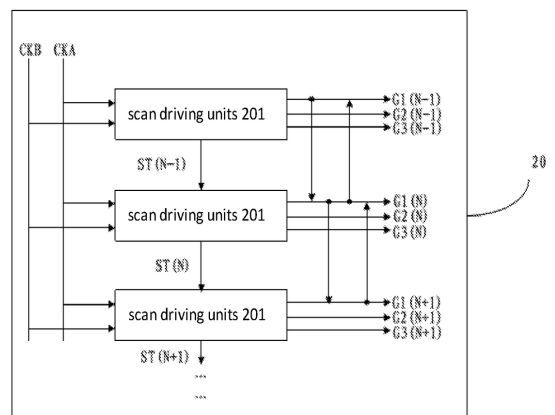 CKB CKA
scan driving units 201
G1(N-1)
G2(N-1)
G3(N-1)
ST(N-1)
20
scan driving units 201
G1(N)
G2(N)
G3(N)
ST(N)
scan driving units 201
G1(N+1)
G2(N+1)
G3(N+1)
ST(N+1)
...
...